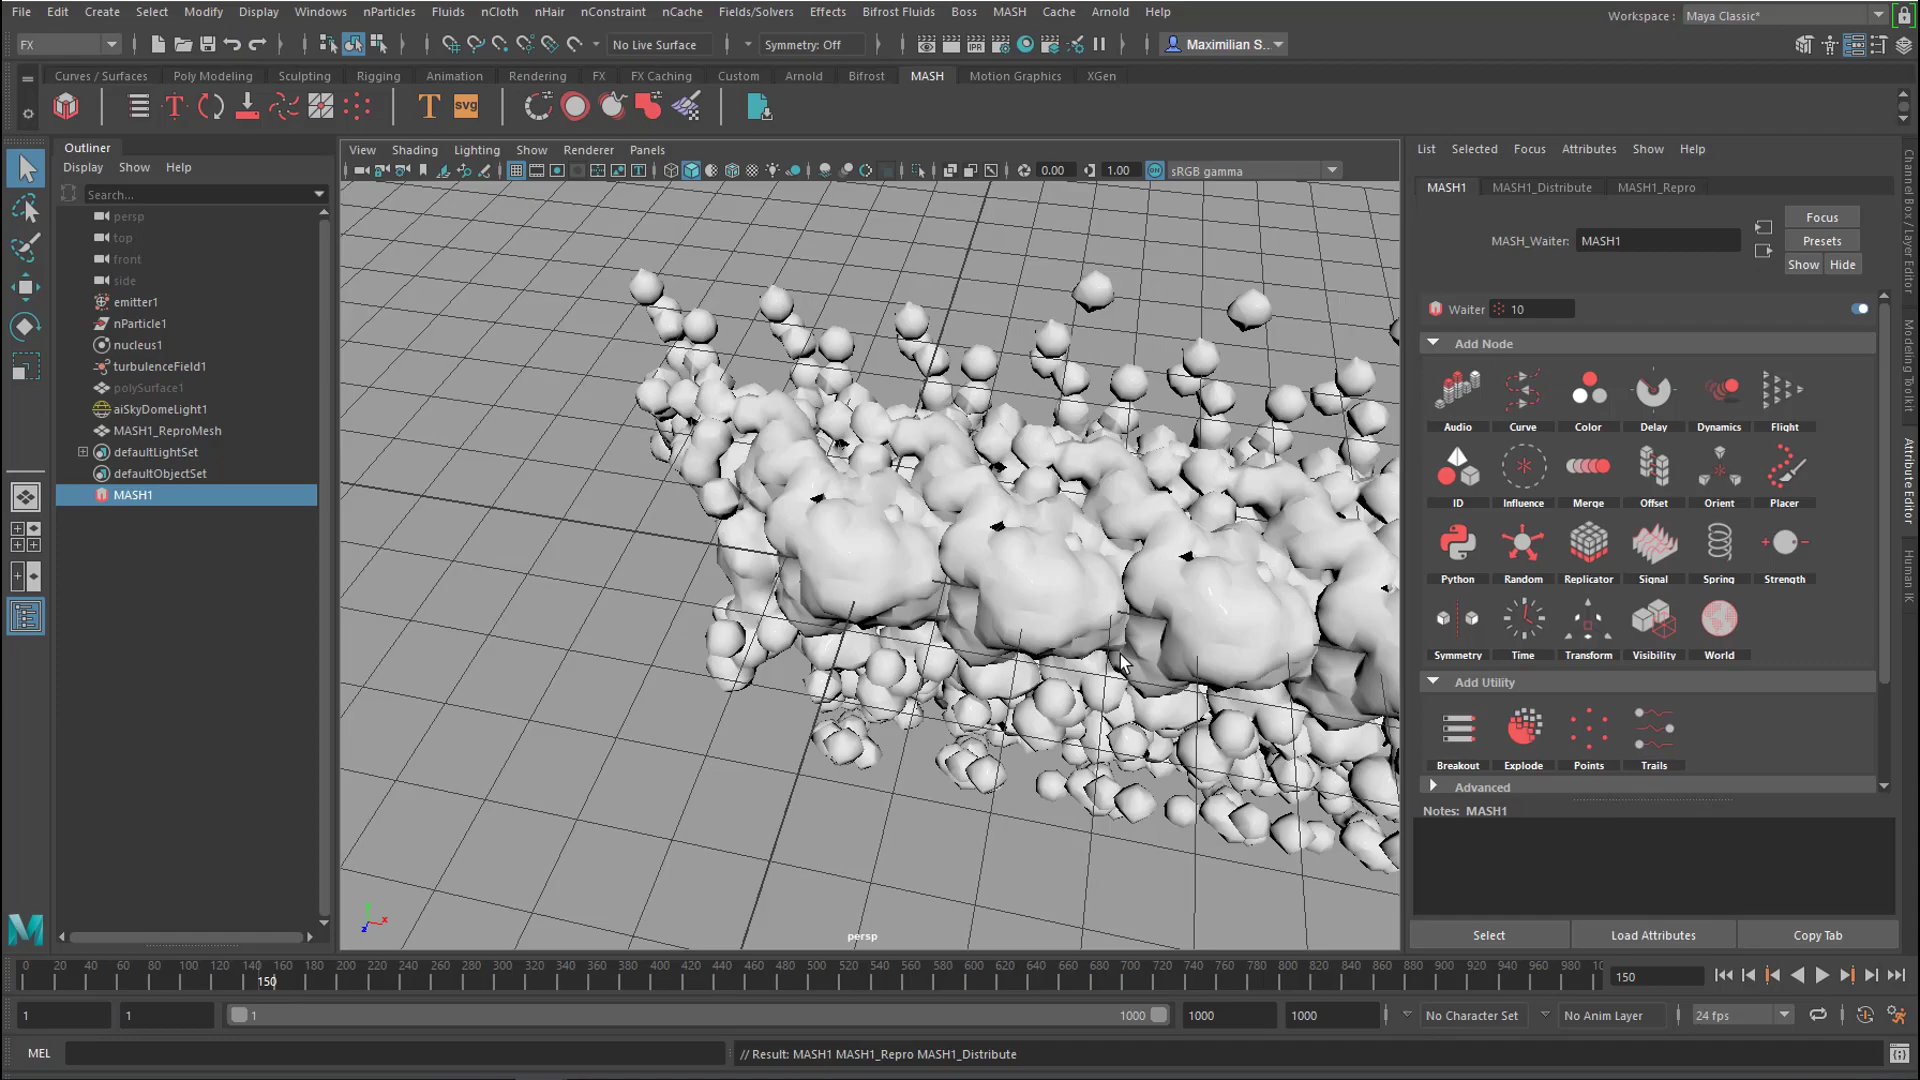 File Edit Create Select Modify Display Windows nParticles Fluids nCloth nHair nConstraint nCache Fields/Solvers Effects Bifrost Fluids Boss MASH Cache Arnold Help
Workspace : Maya Classic*
FX
No Live Surface
Symmetry: Off
Maximilian S...
Curves / Surfaces Poly Modeling Sculpting Rigging Animation Rendering FX FX Caching Custom Arnold Bifrost MASH Motion Graphics XGen
T T svg
Outliner
Display Show Help
Search...
persp
top
front
side
emitter1
nParticle1
nucleus1
turbulenceField1
polySurface1
aiSkyDomeLight1
MASH1_ReproMesh
defaultLightSet
defaultObjectSet
MASH1
View Shading Lighting Show Renderer Panels
0.00 1.00 sRGB gamma
persp
List Selected Focus Attributes Show Help
MASH1 MASH1_Distribute MASH1_Repro
MASH_Waiter: MASH1
Focus
Presets
Show Hide
Waiter 10
Add Node
Audio Curve Color Delay Dynamics Flight
ID Influence Merge Offset Orient Placer
Python Random Replicator Signal Spring Strength
Symmetry Time Transform Visibility World
Add Utility
Breakout Explode Points Trails
Advanced
Notes: MASH1
Select Load Attributes Copy Tab
Channel Box / Layer Editor
Modeling Toolkit
Attribute Editor
Human IK
0 20 40 60 80 100 120 140 160 180 200 220 240 260 280 300 320 340 360 380 400 420 440 460 480 500 520 540 560 580 600 620 640 660 680 700 720 740 760 780 800 820 840 860 880 900 920 940 960 980
150
150
1 1 1 1000 1000 1000 No Character Set No Anim Layer 24 fps
MEL // Result: MASH1 MASH1_Repro MASH1_Distribute